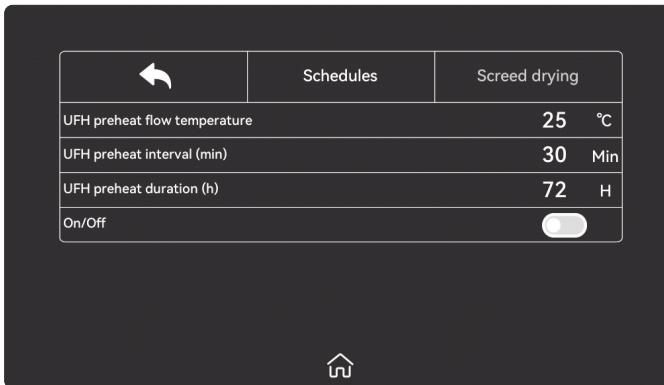 Schedules Screed drying
UFH preheat flow temperature 25 °C
UFH preheat interval (min) 30 Min
UFH preheat duration (h) 72 H
On/Off